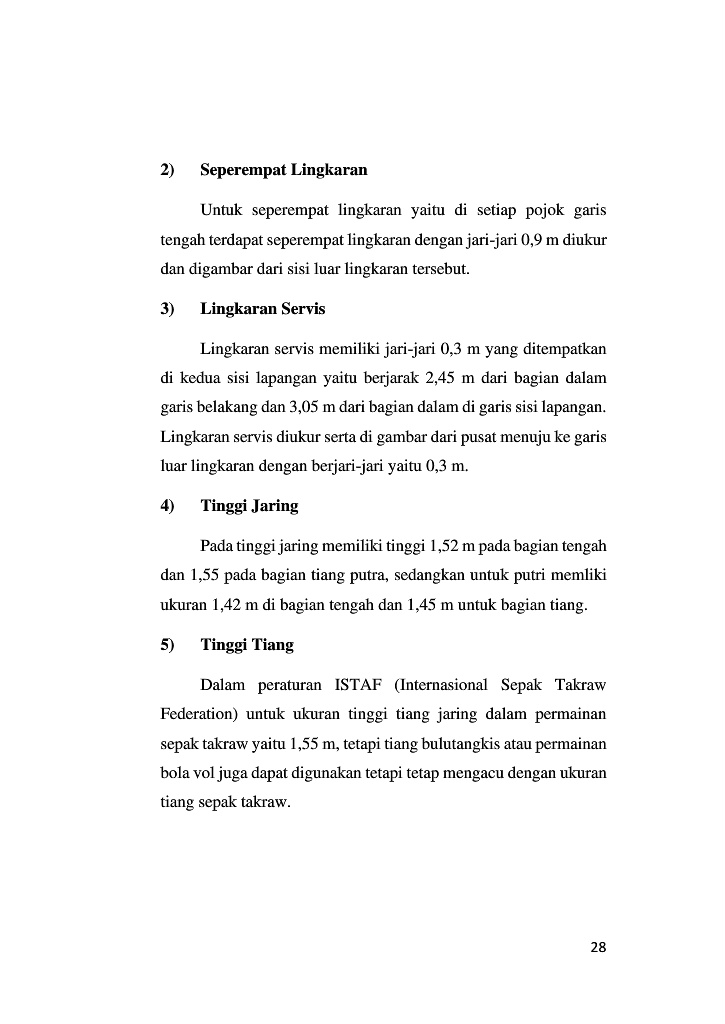 2) Seperempat Lingkaran
Untuk seperempat lingkaran yaitu di setiap pojok garis
tengah terdapat seperempat lingkaran dengan jari-jari 0,9 m diukur
dan digambar dari sisi luar lingkaran tersebut.
3) Lingkaran Servis
Lingkaran servis memiliki jari-jari 0,3 m yang ditempatkan
di kedua sisi lapangan yaitu berjarak 2,45 m dari bagian dalam
garis belakang dan 3,05 m dari bagian dalam di garis sisi lapangan.
Lingkaran servis diukur serta di gambar dari pusat menuju ke garis
luar lingkaran dengan berjari-jari yaitu 0,3 m.
4) Tinggi Jaring
Pada tinggi jaring memiliki tinggi 1,52 m pada bagian tengah
dan 1,55 pada bagian tiang putra, sedangkan untuk putri memliki
ukuran 1,42 m di bagian tengah dan 1,45 m untuk bagian tiang.
5) Tinggi Tiang
Dalam peraturan ISTAF (Internasional Sepak Takraw
Federation) untuk ukuran tinggi tiang jaring dalam permainan
sepak takraw yaitu 1,55 m, tetapi tiang bulutangkis atau permainan
bola vol juga dapat digunakan tetapi tetap mengacu dengan ukuran
tiang sepak takraw.
28